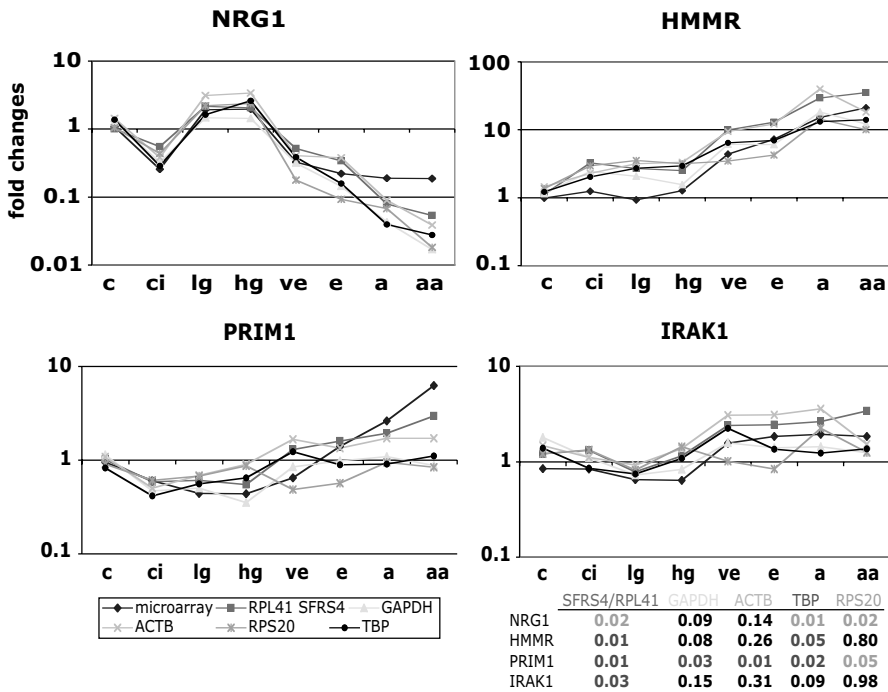 NRG1
10
1
0.1
0.01
fold changes
c ci lg hg ve e a aa
HMMR
100
10
1
0.1
c ci lg hg ve e a aa
PRIM1
10
1
0.1
c ci lg hg ve e a aa
IRAK1
10
1
0.1
c ci lg hg ve e a aa
microarray RPL41 SFRS4 GAPDH
ACTB RPS20 TBP
SFRS4/RPL41 GAPDH ACTB TBP RPS20
NRG1 0.02 0.09 0.14 0.01 0.02
HMMR 0.01 0.08 0.26 0.05 0.80
PRIM1 0.01 0.03 0.01 0.02 0.05
IRAK1 0.03 0.15 0.31 0.09 0.98